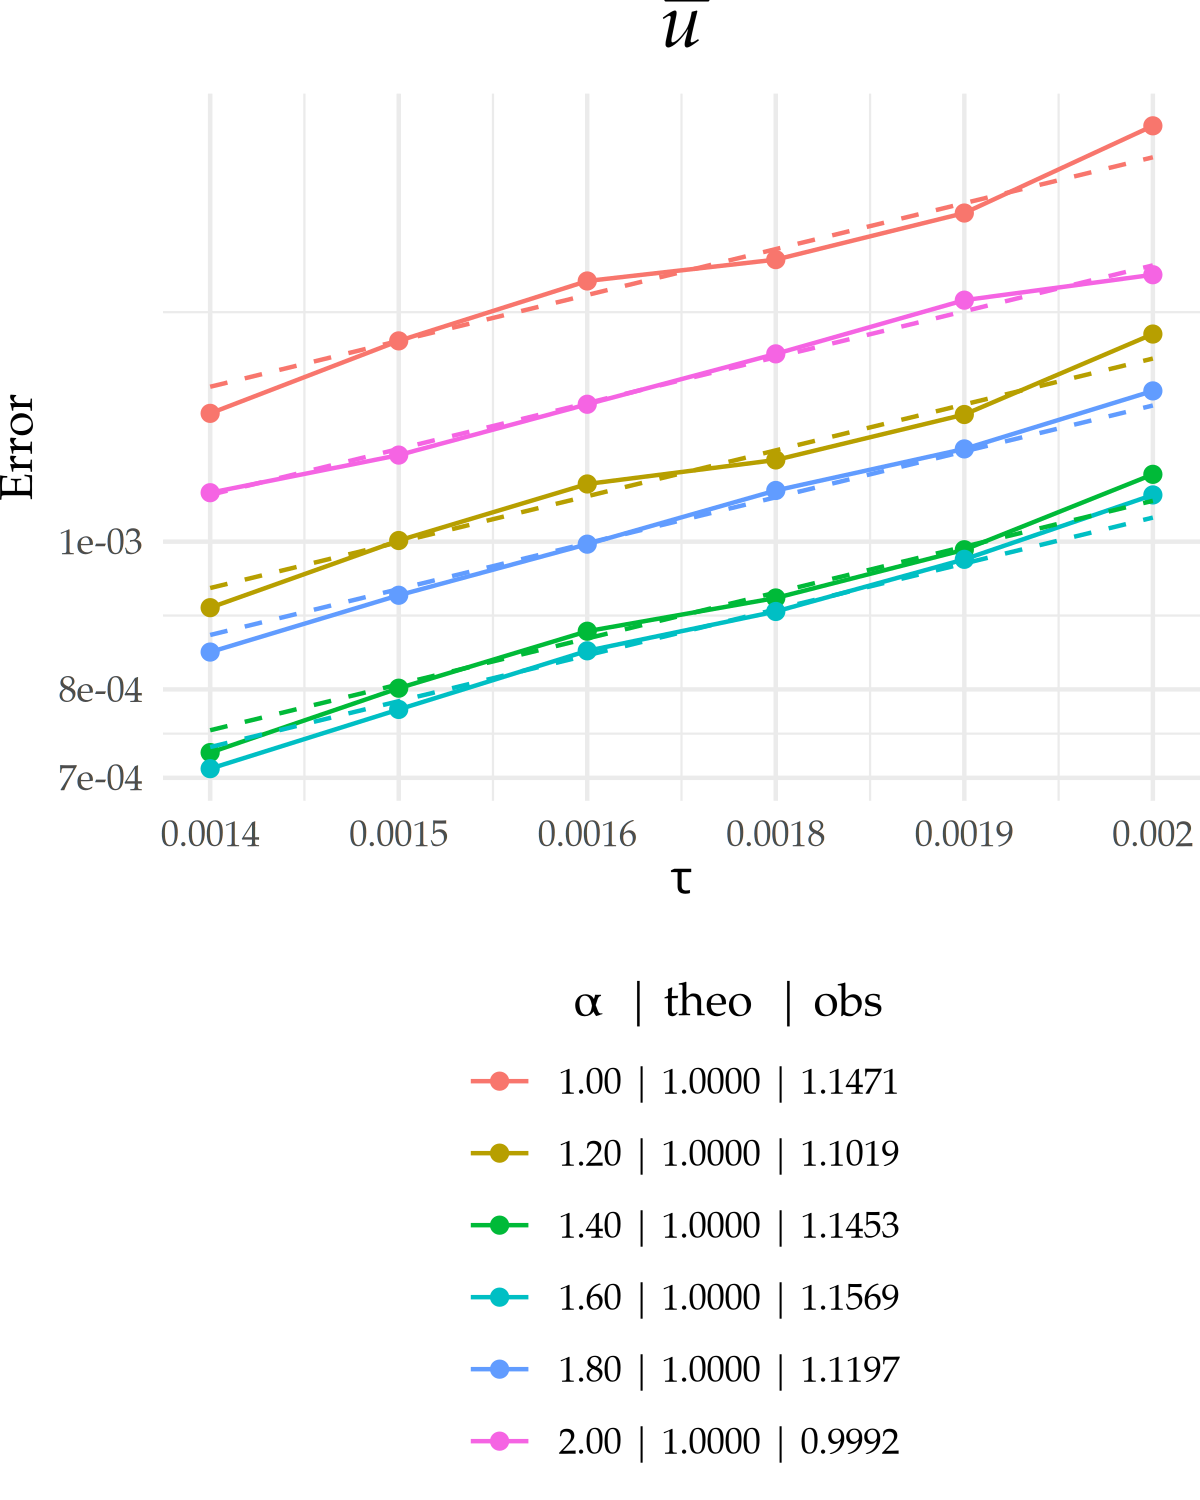 u̅
Error
1e-03
8e-04
7e-04
0.0014 0.0015 0.0016 0.0018 0.0019 0.002
τ
α | theo | obs
1.00 | 1.0000 | 1.1471
1.20 | 1.0000 | 1.1019
1.40 | 1.0000 | 1.1453
1.60 | 1.0000 | 1.1569
1.80 | 1.0000 | 1.1197
2.00 | 1.0000 | 0.9992